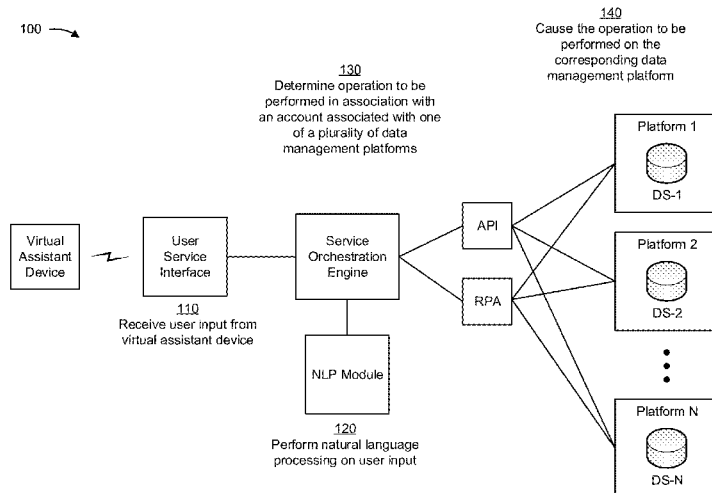 100
140
Cause the operation to be
performed on the
corresponding data
management platform
130
Determine operation to be
performed in association with
an account associated with one
of a plurality of data
management platforms
Platform 1
DS-1
Virtual
Assistant
Device
User
Service
Interface
Service
Orchestration
Engine
API
RPA
Platform 2
DS-2
110
Receive user input from
virtual assistant device
NLP Module
120
Perform natural language
processing on user input
Platform N
DS-N